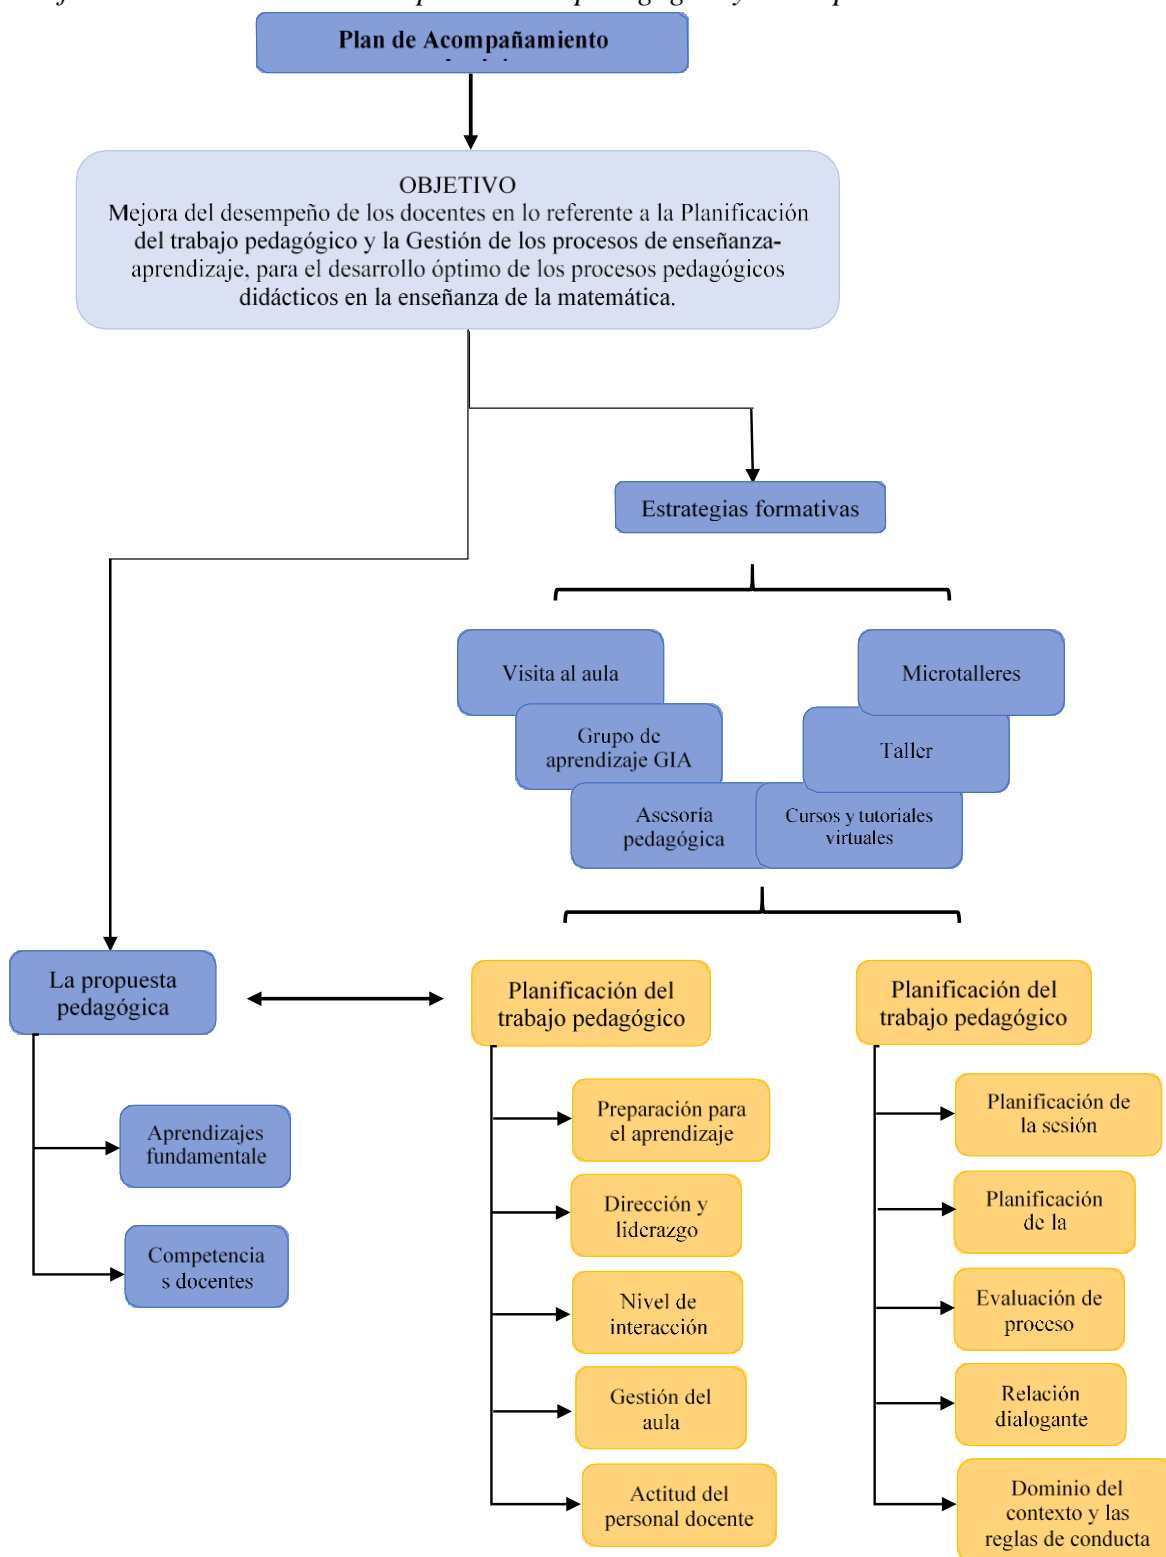 Plan de Acompañamiento
OBJETIVO
Mejora del desempeño de los docentes en lo referente a la Planificación
del trabajo pedagógico y la Gestión de los procesos de enseñanza-
aprendizaje, para el desarrollo óptimo de los procesos pedagógicos
didácticos en la enseñanza de la matemática.
Estrategias formativas
Visita al aula
Microtalleres
Grupo de
aprendizaje GIA
Taller
Asesoría
pedagógica
Cursos y tutoriales
virtuales
La propuesta
pedagógica
Aprendizajes
fundamentale
Competencia
s docentes
Planificación del
trabajo pedagógico
Preparación para
el aprendizaje
Dirección y
liderazgo
Nivel de
interacción
Gestión del
aula
Actitud del
personal docente
Planificación del
trabajo pedagógico
Planificación de
la sesión
Planificación
de la
Evaluación de
proceso
Relación
dialogante
Dominio del
contexto y las
reglas de conducta